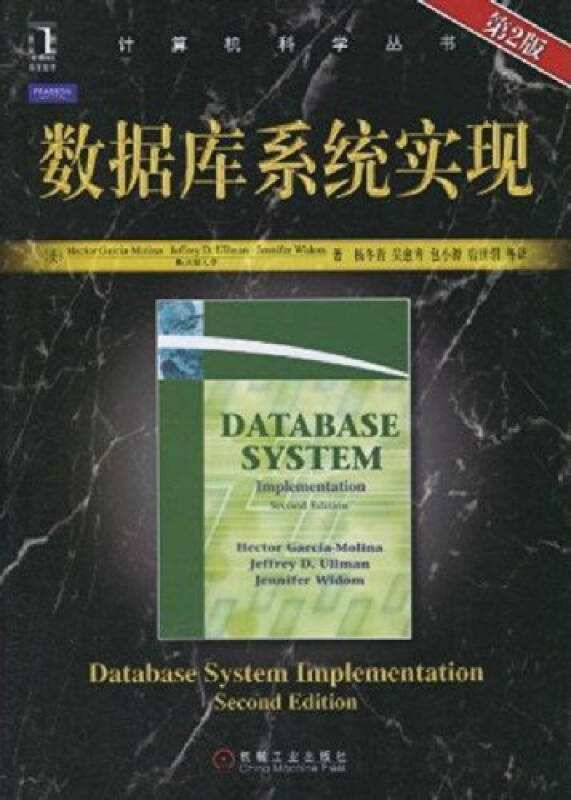 计算机科学丛书
第2版
PEARSON
数据库系统实现
(美) Hector Garcia-Molina Jeffrey D. Ullman Jennifer Widom 著 杨冬青 吴愈青 包小源 等译
斯坦福大学
DATABASE
SYSTEM
Implementation
Second Edition
Hector Garcia-Molina
Jeffrey D. Ullman
Jennifer Widom
Database System Implementation
Second Edition
机械工业出版社
China Machine Press